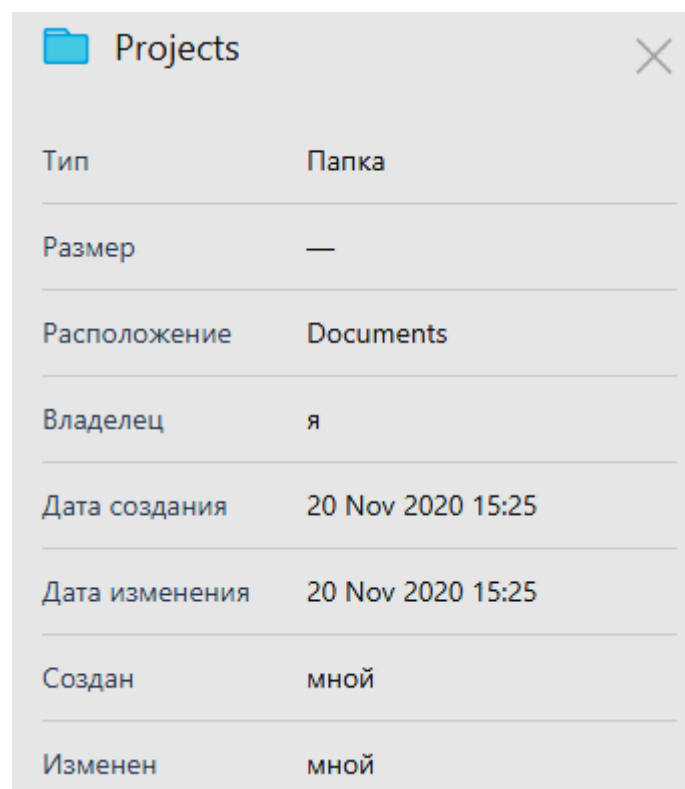 Projects
Тип Папка
Размер —
Расположение Documents
Владелец я
Дата создания 20 Nov 2020 15:25
Дата изменения 20 Nov 2020 15:25
Создан мной
Изменен мной